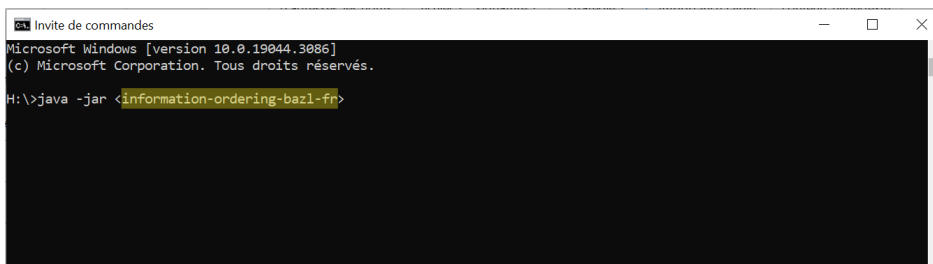 Invite de commandes
Microsoft Windows [version 10.0.19044.3086]
(c) Microsoft Corporation. Tous droits réservés.
H:\>java -jar <information-ordering-bazl-fr>